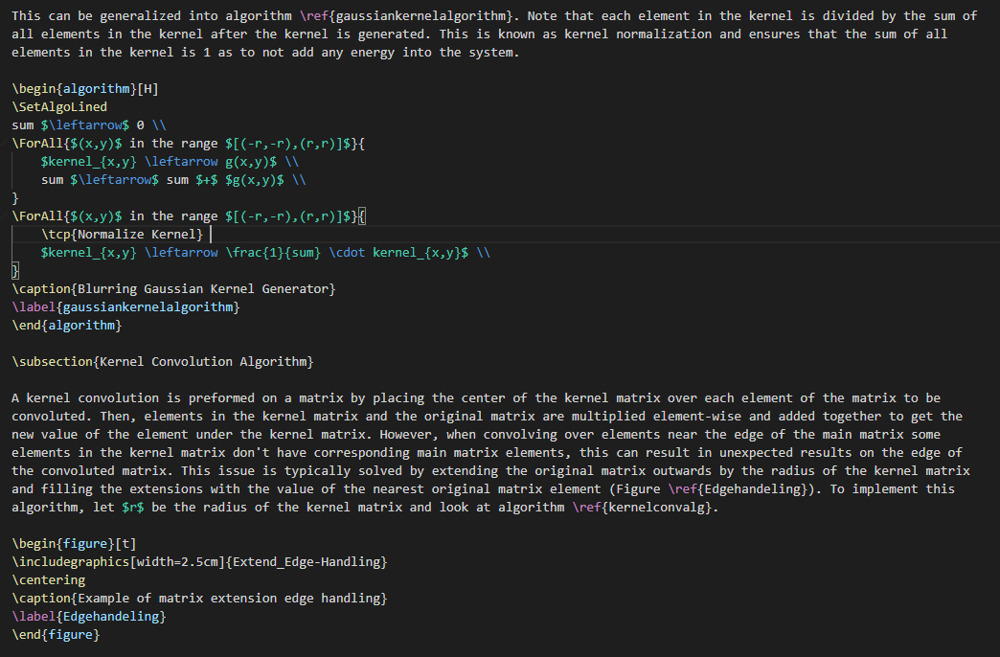 This can be generalized into algorithm \ref{gaussiankernelalgorithm}. Note that each element in the kernel is divided by the sum of
all elements in the kernel after the kernel is generated. This is known as kernel normalization and ensures that the sum of all
elements in the kernel is 1 as to not add any energy into the system.

\begin{algorithm}[H]
\SetAlgoLined
sum $\leftarrow$ 0 \\
\ForAll{$(x,y)$ in the range $[(-r,-r),(r,r)]$}{
    $kernel_{x,y} \leftarrow g(x,y)$ \\
    sum $\leftarrow$ sum $+$ $g(x,y)$ \\
}
\ForAll{$(x,y)$ in the range $[(-r,-r),(r,r)]$}{
    \tcp{Normalize Kernel}
    $kernel_{x,y} \leftarrow \frac{1}{sum} \cdot kernel_{x,y}$ \\
}
\caption{Blurring Gaussian Kernel Generator}
\label{gaussiankernelalgorithm}
\end{algorithm}

\subsection{Kernel Convolution Algorithm}

A kernel convolution is preformed on a matrix by placing the center of the kernel matrix over each element of the matrix to be
convoluted. Then, elements in the kernel matrix and the original matrix are multiplied element-wise and added together to get the
new value of the element under the kernel matrix. However, when convolving over elements near the edge of the main matrix some
elements in the kernel matrix don't have corresponding main matrix elements, this can result in unexpected results on the edge of
the convoluted matrix. This issue is typically solved by extending the original matrix outwards by the radius of the kernel matrix
and filling the extensions with the value of the nearest original matrix element (Figure \ref{Edgehandeling}). To implement this
algorithm, let $r$ be the radius of the kernel matrix and look at algorithm \ref{kernelconvalg}.

\begin{figure}[t]
\includegraphics[width=2.5cm]{Extend_Edge-Handling}
\centering
\caption{Example of matrix extension edge handling}
\label{Edgehandeling}
\end{figure}